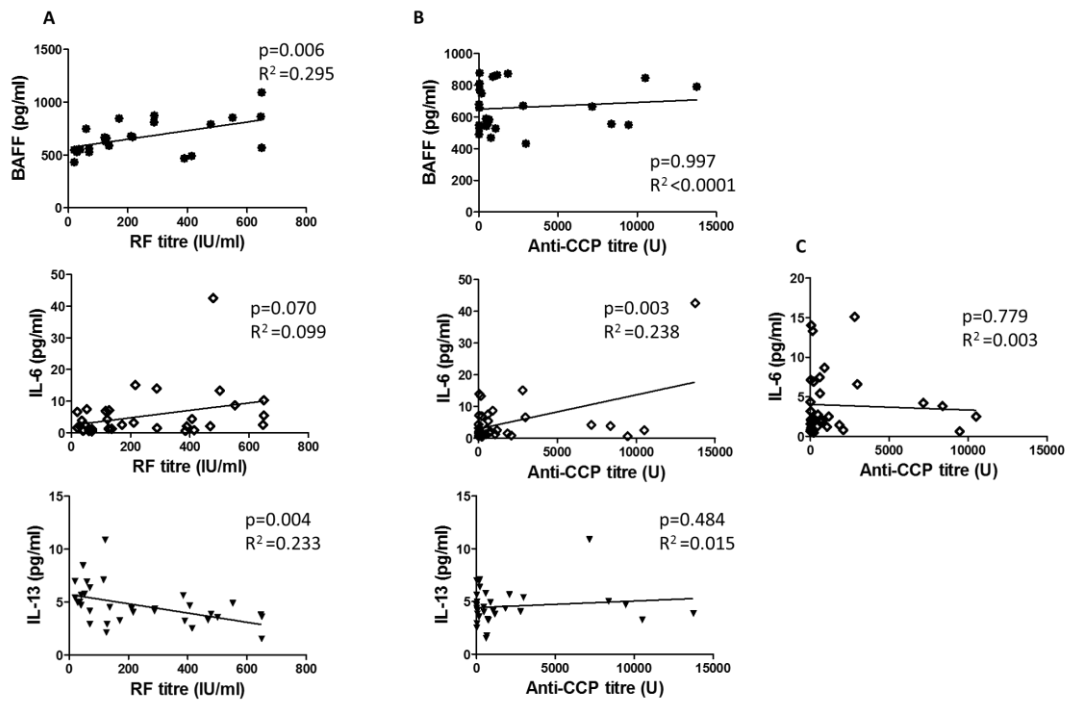 A
p=0.006
R²=0.295
1500
1000
500
0
BAFF (pg/ml)
0 200 400 600 800
RF titre (IU/ml)
p=0.070
R²=0.099
50
40
30
20
10
0
IL-6 (pg/ml)
0 200 400 600 800
RF titre (IU/ml)
p=0.004
R²=0.233
15
10
5
0
IL-13 (pg/ml)
0 200 400 600 800
RF titre (IU/ml)
B
1000
800
600
400
200
0
BAFF (pg/ml)
p=0.997
R²<0.0001
0 5000 10000 15000
Anti-CCP titre (U)
p=0.003
R²=0.238
50
40
30
20
10
0
IL-6 (pg/ml)
0 5000 10000 15000
Anti-CCP titre (U)
p=0.484
R²=0.015
15
10
5
0
IL-13 (pg/ml)
0 5000 10000 15000
Anti-CCP titre (U)
C
p=0.779
R²=0.003
20
15
10
5
0
IL-6 (pg/ml)
0 5000 10000 15000
Anti-CCP titre (U)